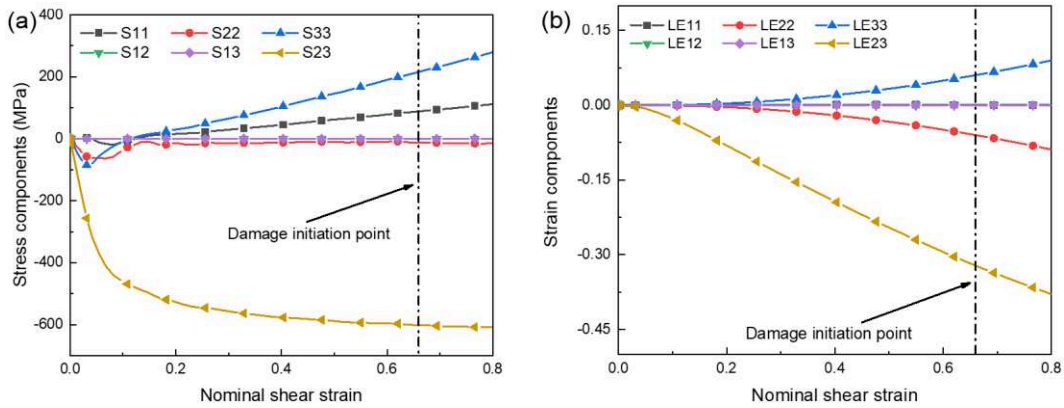 (a)
S11 S22 S33
S12 S13 S23
400
200
0
-200
-400
-600
Stress components (MPa)
Damage initiation point
0.0 0.2 0.4 0.6 0.8
Nominal shear strain
(b)
LE11 LE22 LE33
LE12 LE13 LE23
0.15
0.00
-0.15
-0.30
-0.45
Strain components
Damage initiation point
0.0 0.2 0.4 0.6 0.8
Nominal shear strain